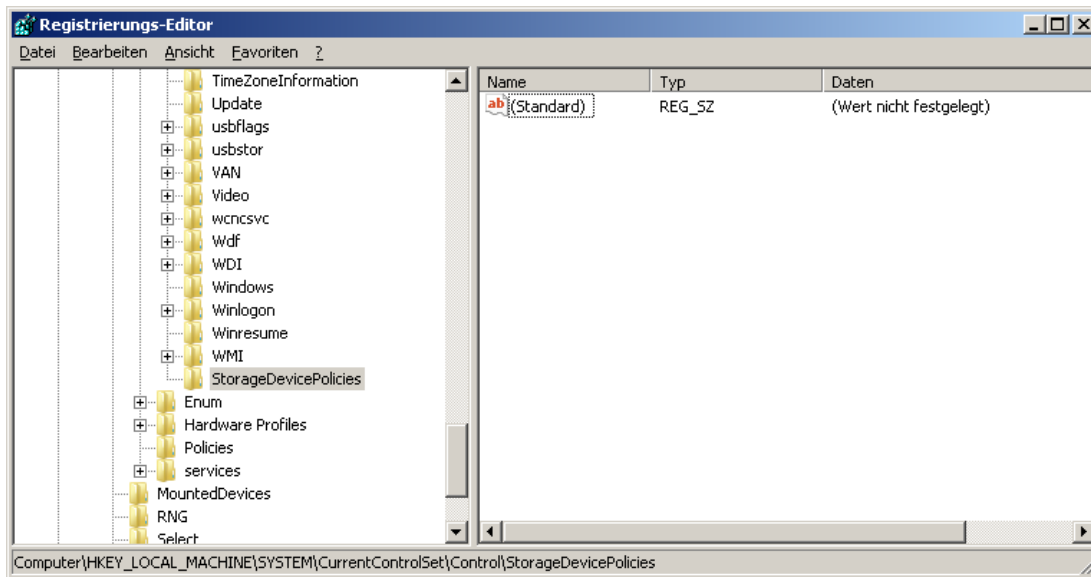 Registrierungs-Editor
Datei Bearbeiten Ansicht Favoriten ?
TimeZoneInformation
Update
usbflags
usbstor
VAN
Video
wcncsvc
Wdf
WDI
Windows
Winlogon
Winresume
WMI
StorageDevicePolicies
Enum
Hardware Profiles
Policies
services
MountedDevices
RNG
Select
Name Typ Daten
ab (Standard) REG_SZ (Wert nicht festgelegt)
Computer\HKEY_LOCAL_MACHINE\SYSTEM\CurrentControlSet\Control\StorageDevicePolicies